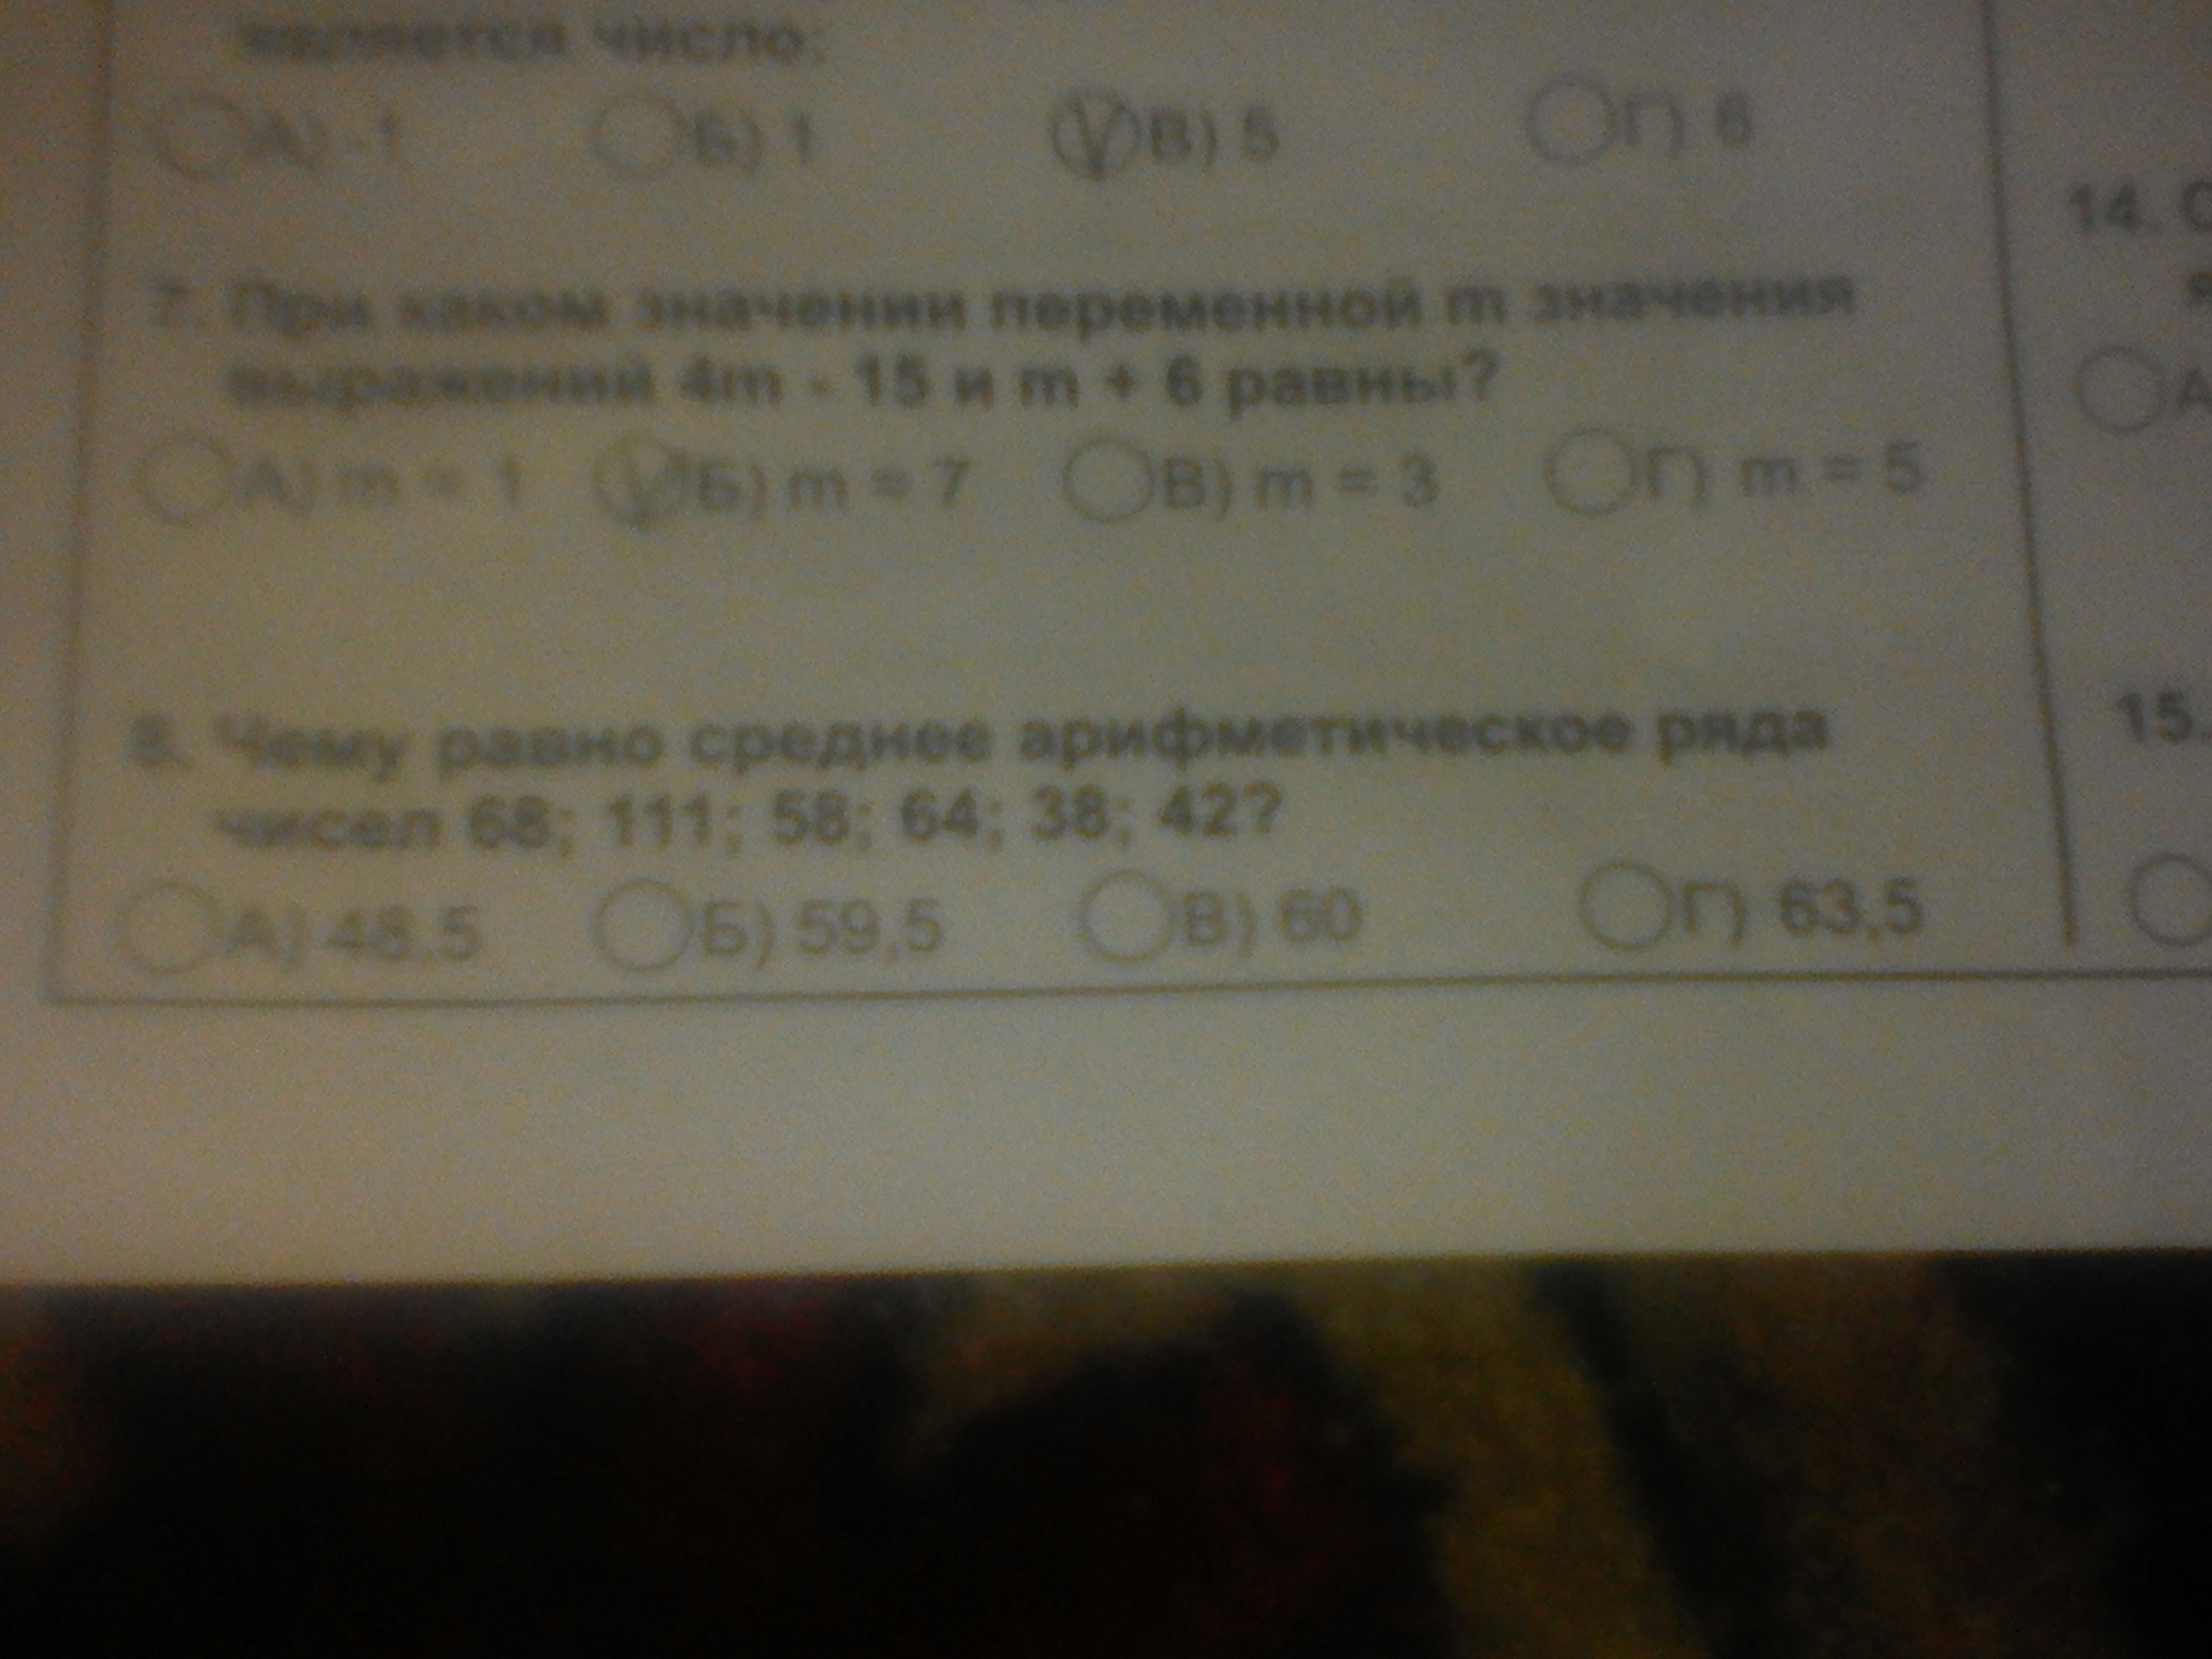 является число:
А) -1 Б) 1 В) 5 Г) 6
7. При каком значении переменной m значения
выражений 4m - 15 и m + 6 равны?
А) m = 1 Б) m = 7 В) m = 3 Г) m = 5
8. Чему равно среднее арифметическое ряда
чисел 68; 111; 58; 64; 38; 42?
А) 48,5 Б) 59,5 В) 60 Г) 63,5
14.
А
15.